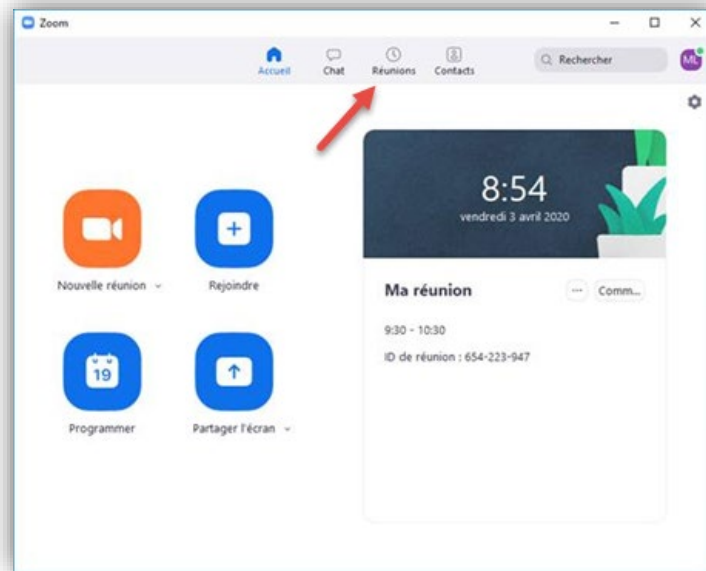 Zoom
Accueil
Chat
Réunions
Contacts
Rechercher
ML
8:54
vendredi 3 avril 2020
Nouvelle réunion
Rejoindre
Ma réunion
... Comm...
9:30 - 10:30
ID de réunion : 654-223-947
19
Programmer
Partager l'écran